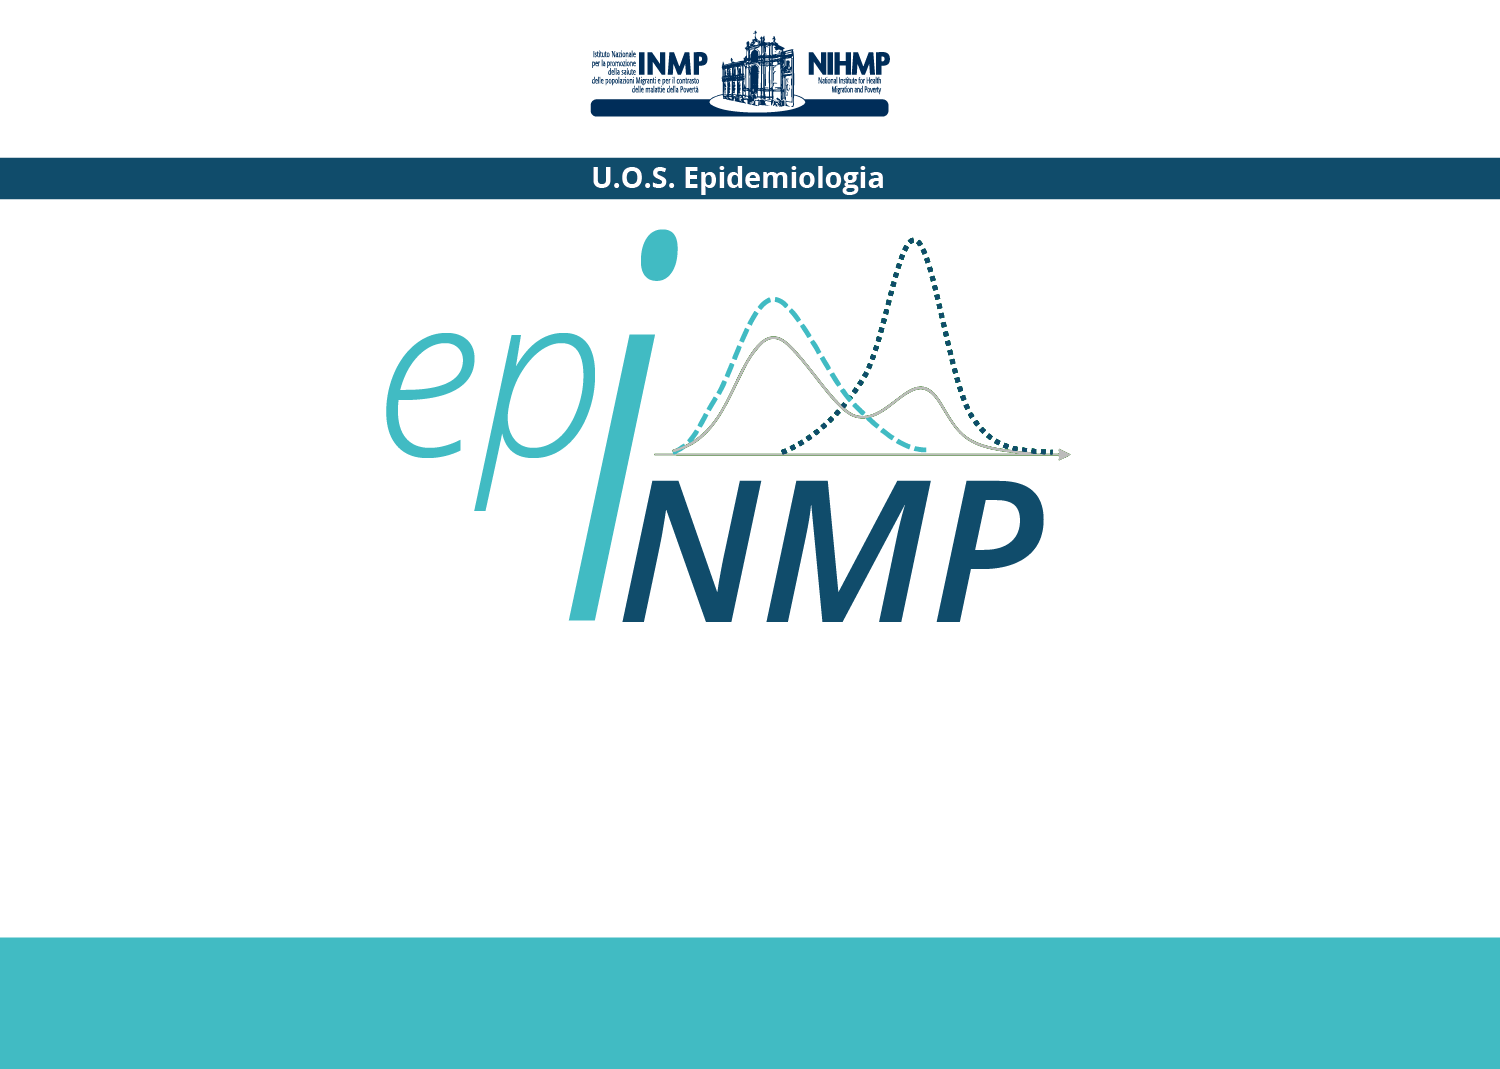 Istituto Nazionale
per la promozione
della salute
delle popolazioni Migranti e per il contrasto
delle malattie della Povertà
INMP
NIHMP
National Institute for Health
Migration and Poverty
U.O.S. Epidemiologia
epi
NMP